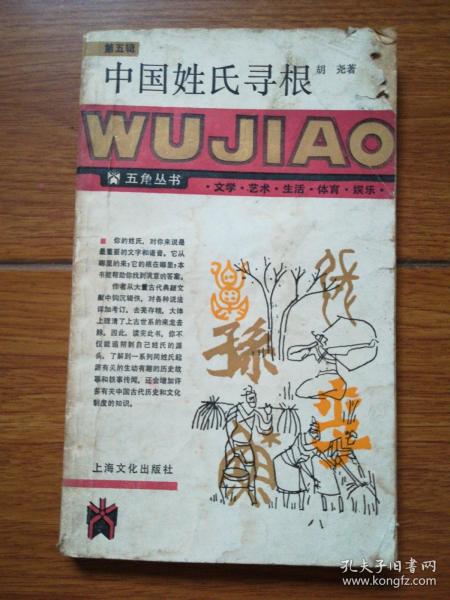 第五辑
中国姓氏寻根
胡尧著
WUJIAO
五角丛书
·文学·艺术·生活·体育·娱乐·
■ 你的姓氏,对你来说是
最重要的文字和语音。它从
哪里的来;它的根在哪里;本
书能帮助你找到满意的答案。
作者从大量古代典籍文
献中钩沉辑佚,对各种说法
详加考订,去芜存精,大体
上理清了上古世系的来龙去
脉。因此,读完此书,你不
仅能追溯到自己姓氏的源
头,了解到一系列同姓氏起
源有关的生动有趣的历史故
事和轶事传闻,还会增加许
多有关中国古代历史和文化
制度的知识。
孫
上海文化出版社
孔夫子旧书网
www.kongfz.com